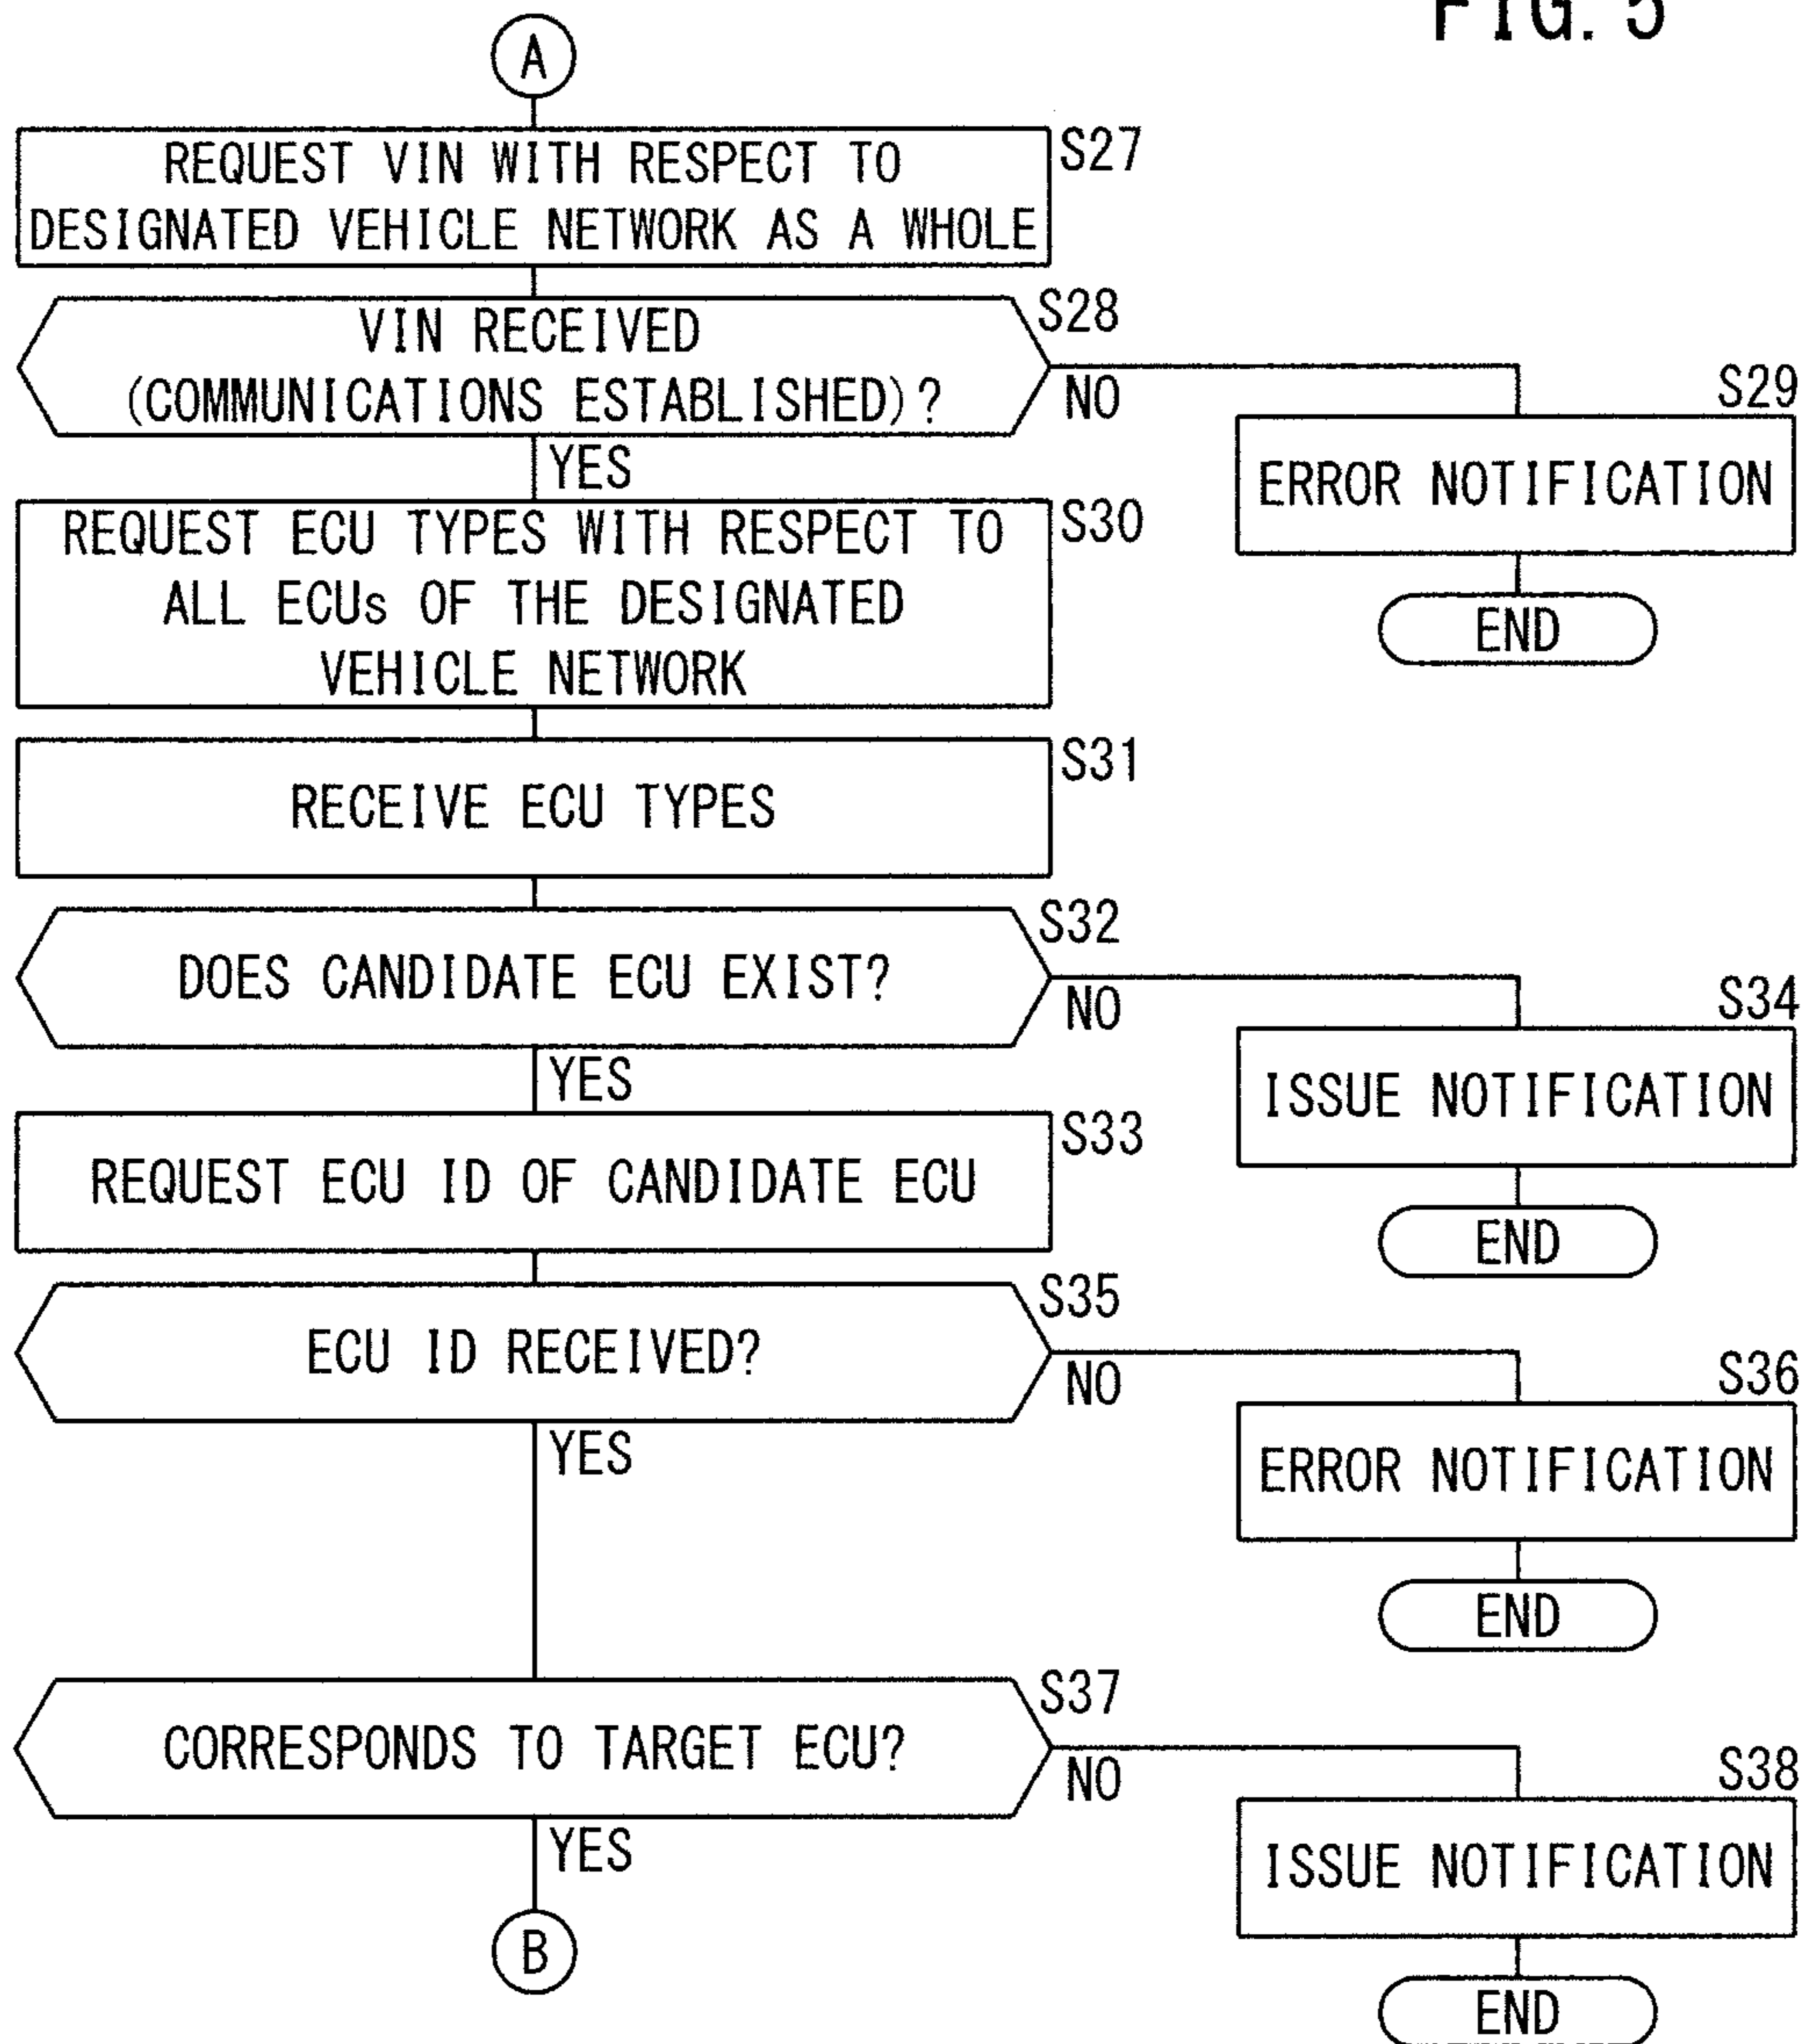 FIG. 5
A
REQUEST VIN WITH RESPECT TO
DESIGNATED VEHICLE NETWORK AS A WHOLE
S27
VIN RECEIVED
(COMMUNICATIONS ESTABLISHED)?
S28
NO
YES
S29
ERROR NOTIFICATION
END
REQUEST ECU TYPES WITH RESPECT TO
ALL ECUs OF THE DESIGNATED
VEHICLE NETWORK
S30
RECEIVE ECU TYPES
S31
DOES CANDIDATE ECU EXIST?
S32
NO
YES
S34
ISSUE NOTIFICATION
END
REQUEST ECU ID OF CANDIDATE ECU
S33
ECU ID RECEIVED?
S35
NO
YES
S36
ERROR NOTIFICATION
END
CORRESPONDS TO TARGET ECU?
S37
NO
YES
S38
ISSUE NOTIFICATION
END
B